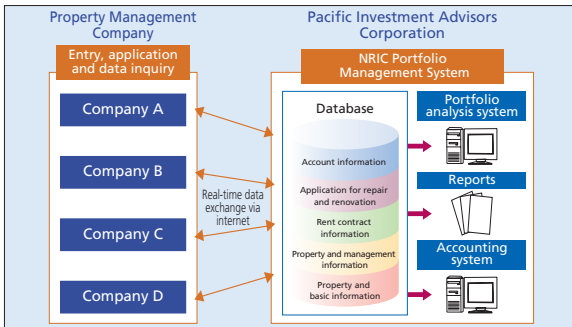 Property Management
Company
Pacific Investment Advisors
Corporation
Entry, application
and data inquiry
NRIC Portfolio
Management System
Company A
Company B
Company C
Company D
Real-time data
exchange via
internet
Database
Account information
Application for repair
and renovation
Rent contract
information
Property and management
information
Property and
basic information
Portfolio
analysis system
Reports
Accounting
system